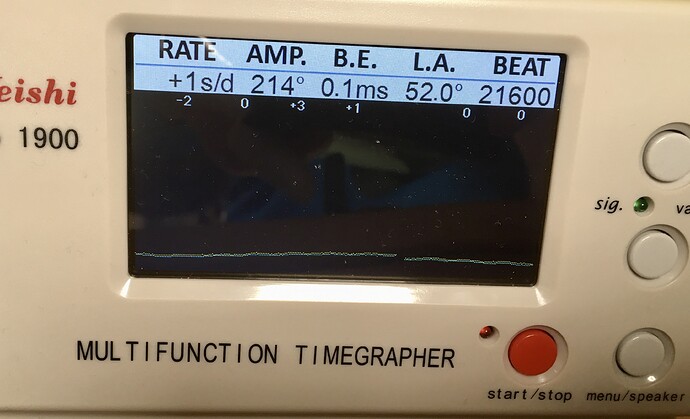 RATE AMP. B.E. L.A. BEAT
+1s/d 214° 0.1ms 52.0° 21600
-2 0 +3 +1 0 0
eishi
1900
sig.
MULTIFUNCTION TIMEGRAPHER
start/stop menu/speaker